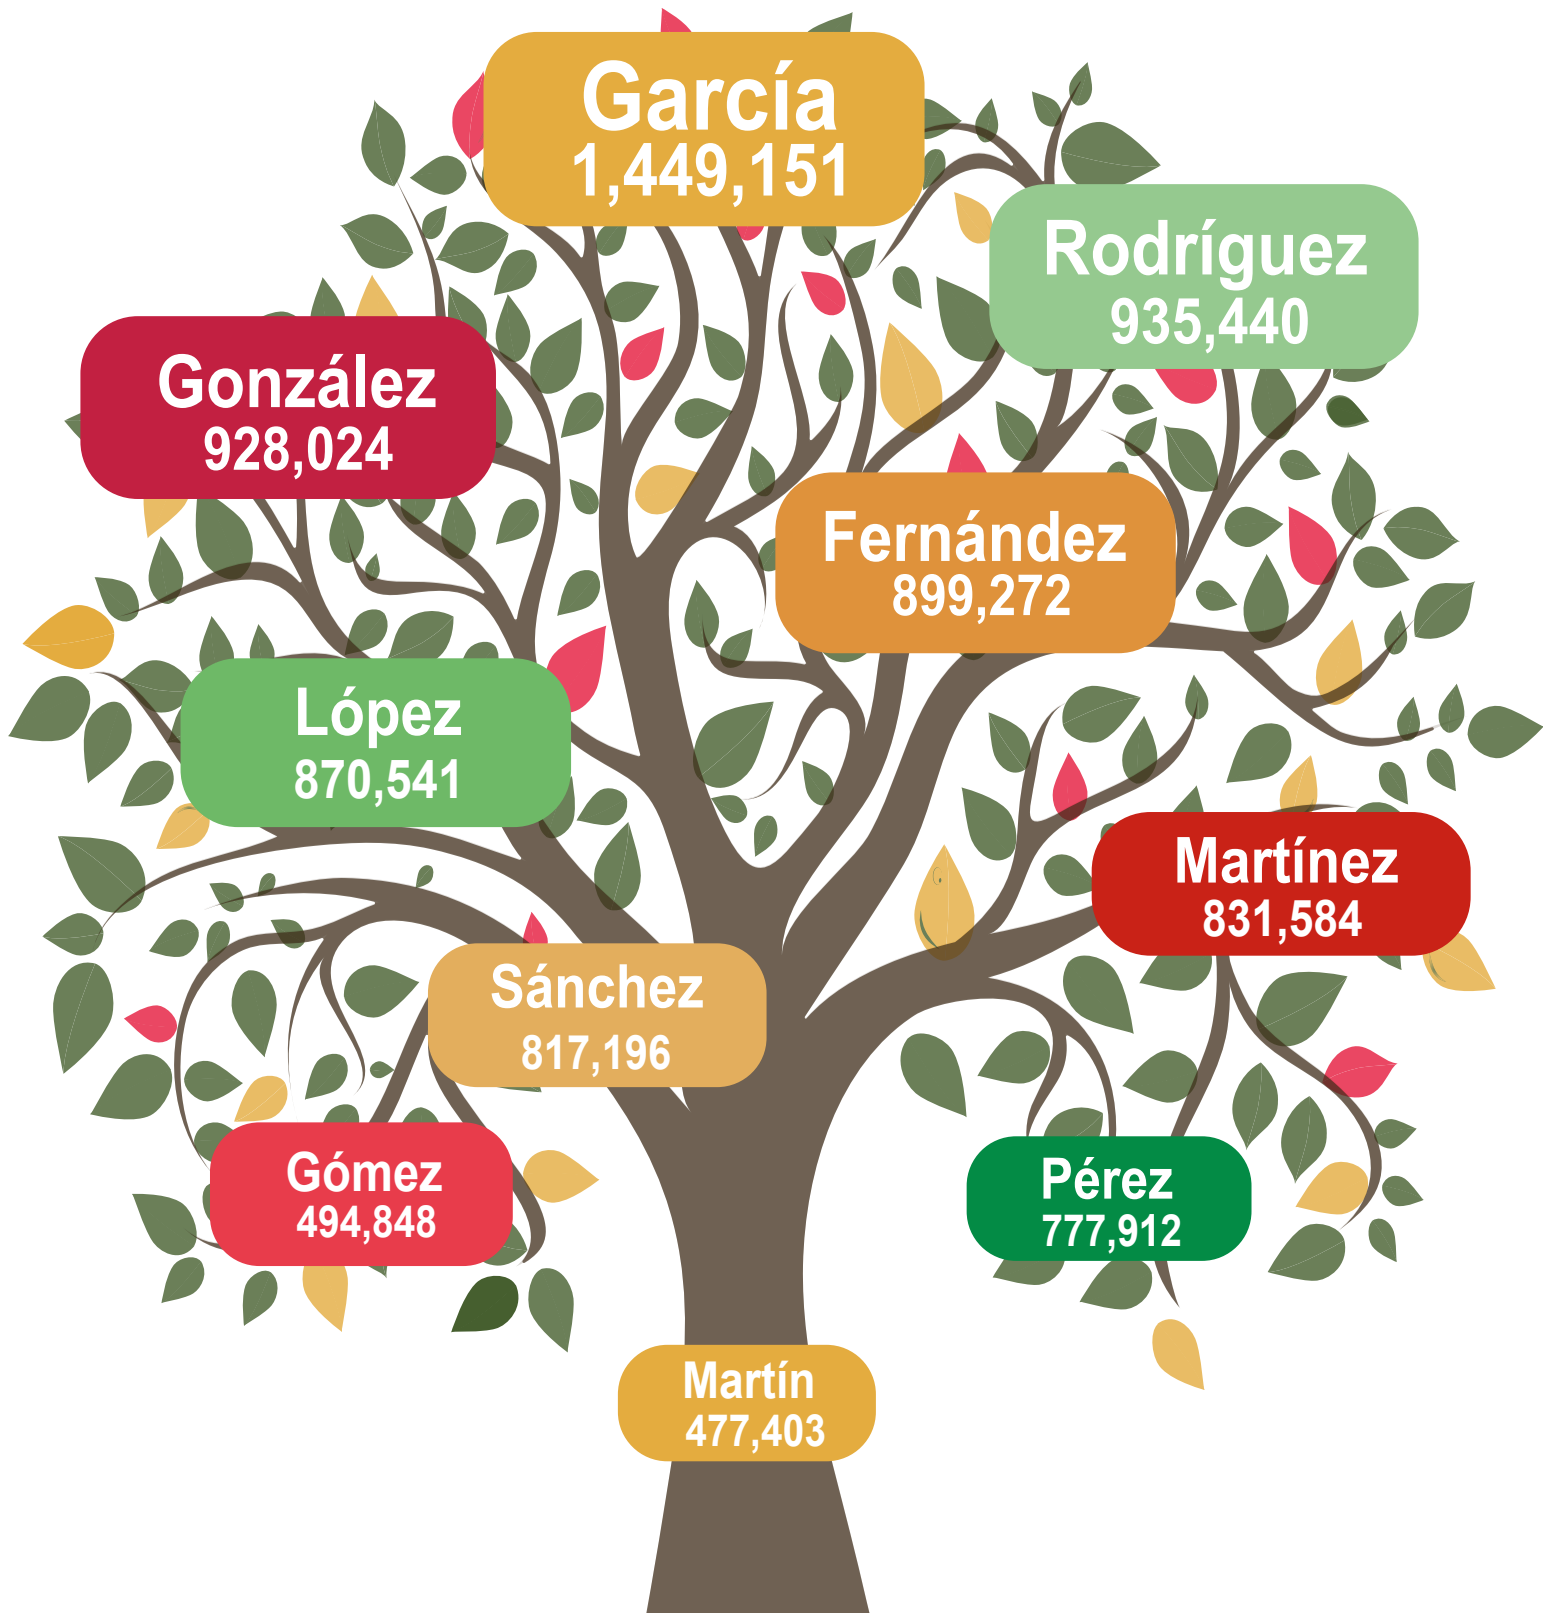 García
1,449,151
Rodríguez
935,440
González
928,024
Fernández
899,272
López
870,541
Martínez
831,584
Sánchez
817,196
Gómez
494,848
Pérez
777,912
Martín
477,403